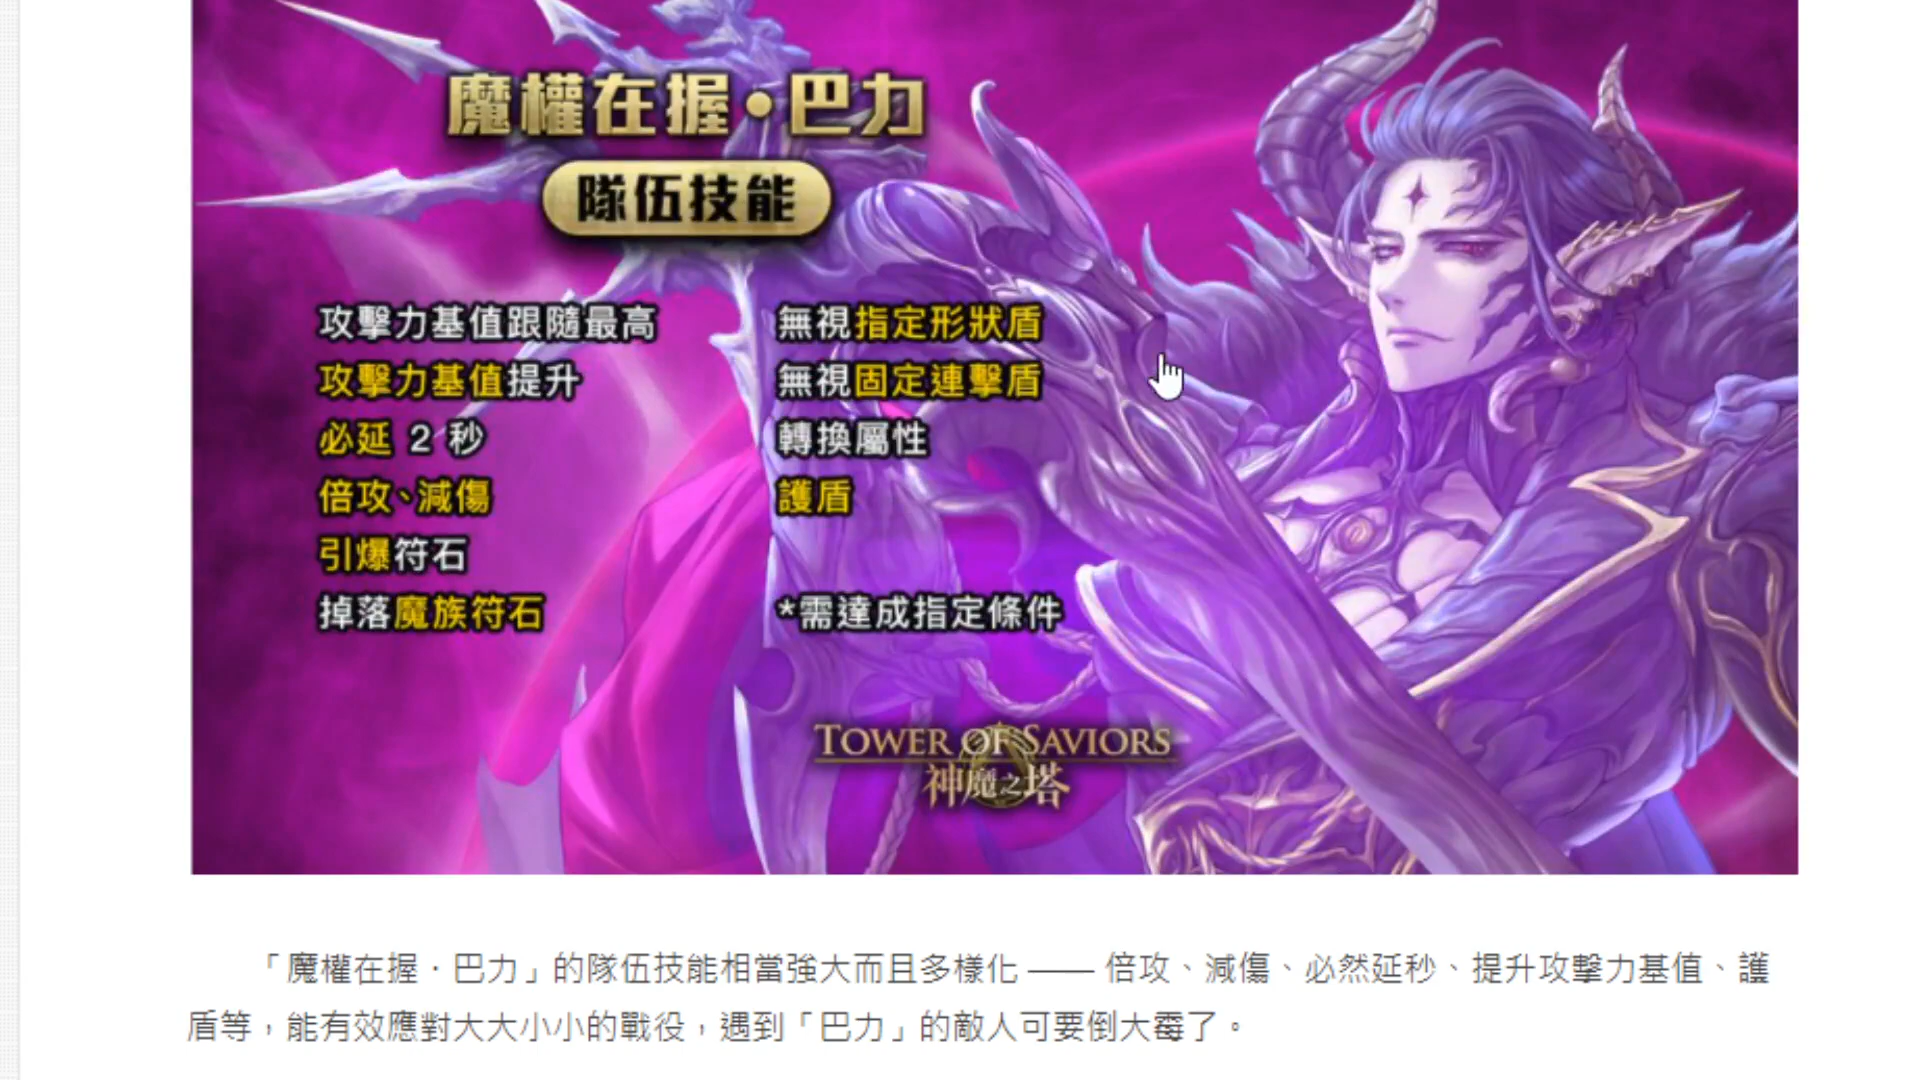 魔權在握・巴力
隊伍技能
攻擊力基值跟隨最高
攻擊力基值提升
必延 2 秒
倍攻、減傷
引爆符石
掉落魔族符石
無視指定形狀盾
無視固定連擊盾
轉換屬性
護盾
*需達成指定條件
TOWER OF SAVIORS
神魔之塔
「魔權在握．巴力」的隊伍技能相當強大而且多樣化 —— 倍攻、減傷、必然延秒、提升攻擊力基值、護
盾等，能有效應對大大小小的戰役，遇到「巴力」的敵人可要倒大霉了。